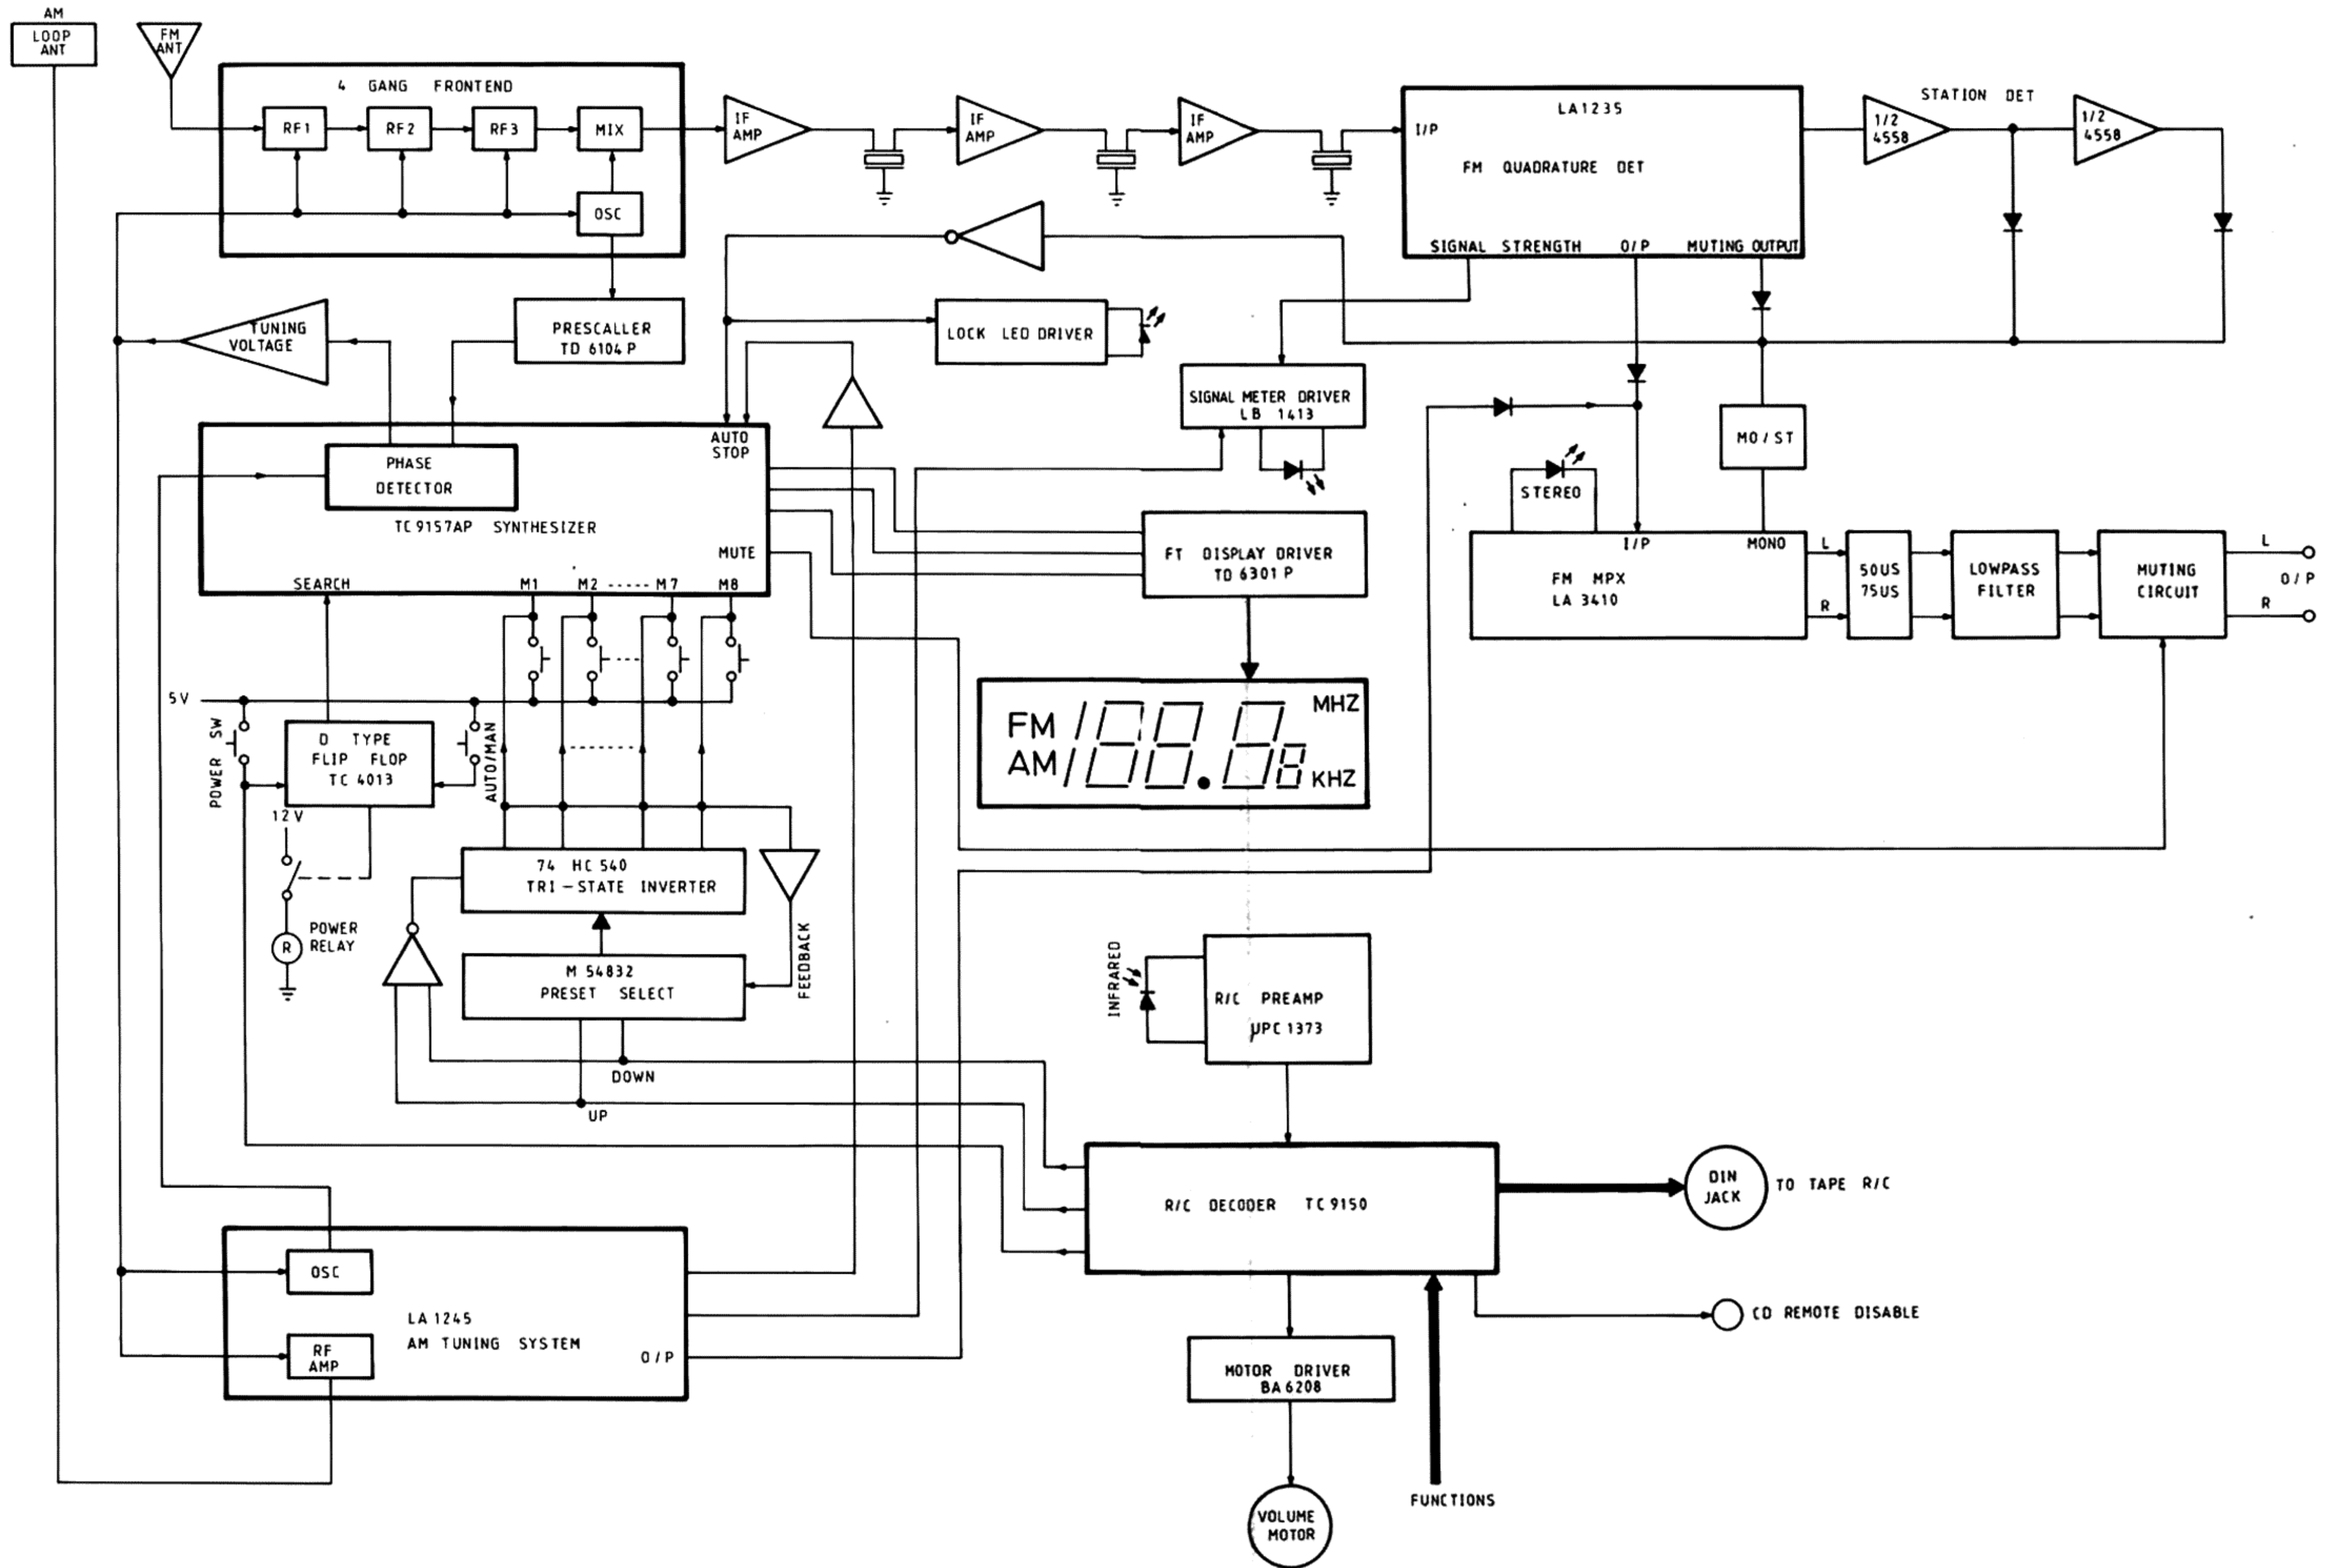 AM
LOOP
ANT
FM
ANT
4 GANG FRONTEND
RF1
RF2
RF3
MIX
OSC
IF
AMP
IF
AMP
IF
AMP
LA1235
I/P
FM QUADRATURE DET
SIGNAL STRENGTH
O/P
MUTING OUTPUT
STATION DET
1/2
4558
1/2
4558
TUNING
VOLTAGE
PRESCALLER
TD 6104 P
LOCK LED DRIVER
SIGNAL METER DRIVER
LB 1413
MO/ST
STEREO
AUTO
STOP
PHASE
DETECTOR
TC9157AP SYNTHESIZER
MUTE
SEARCH
M1
M2 ----- M7
M8
FT DISPLAY DRIVER
TD 6301 P
I/P
MONO
FM MPX
LA 3410
L
R
50US
75US
LOWPASS
FILTER
MUTING
CIRCUIT
L
O/P
R
5V
POWER SW
D TYPE
FLIP FLOP
TC 4013
AUTO/MAN
FM
AM
188.88
MHZ
KHZ
12V
R
POWER
RELAY
74 HC 540
TRI-STATE INVERTER
M 54832
PRESET SELECT
FEEDBACK
DOWN
UP
INFRARED
R/C PREAMP
µPC1373
R/C DECODER TC9150
DIN
JACK
TO TAPE R/C
CD REMOTE DISABLE
OSC
LA1245
AM TUNING SYSTEM
RF
AMP
O/P
MOTOR DRIVER
BA6208
FUNCTIONS
VOLUME
MOTOR